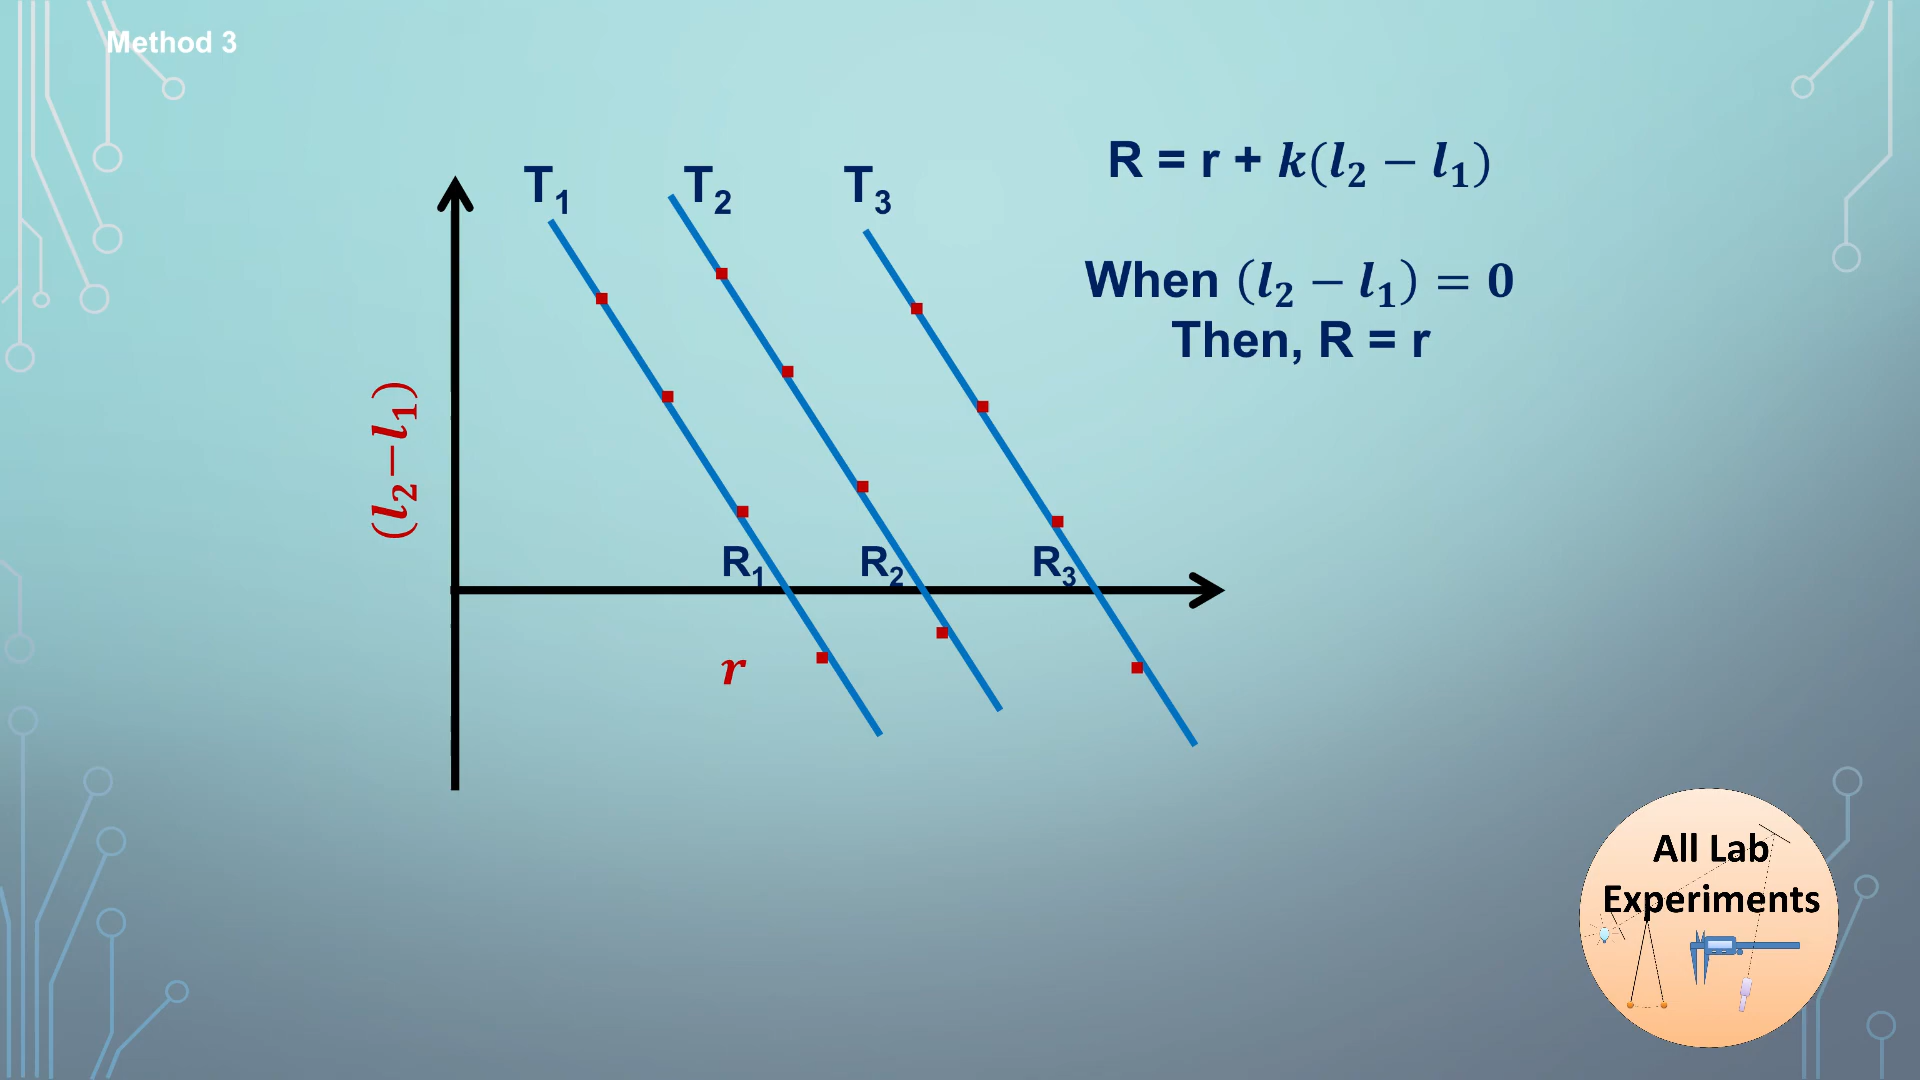 Method 3
T₁ T₂ T₃
R = r + k(l₂ − l₁)
When (l₂ − l₁) = 0
Then, R = r
(l₂−l₁)
R₁ R₂ R₃
r
All Lab
Experiments